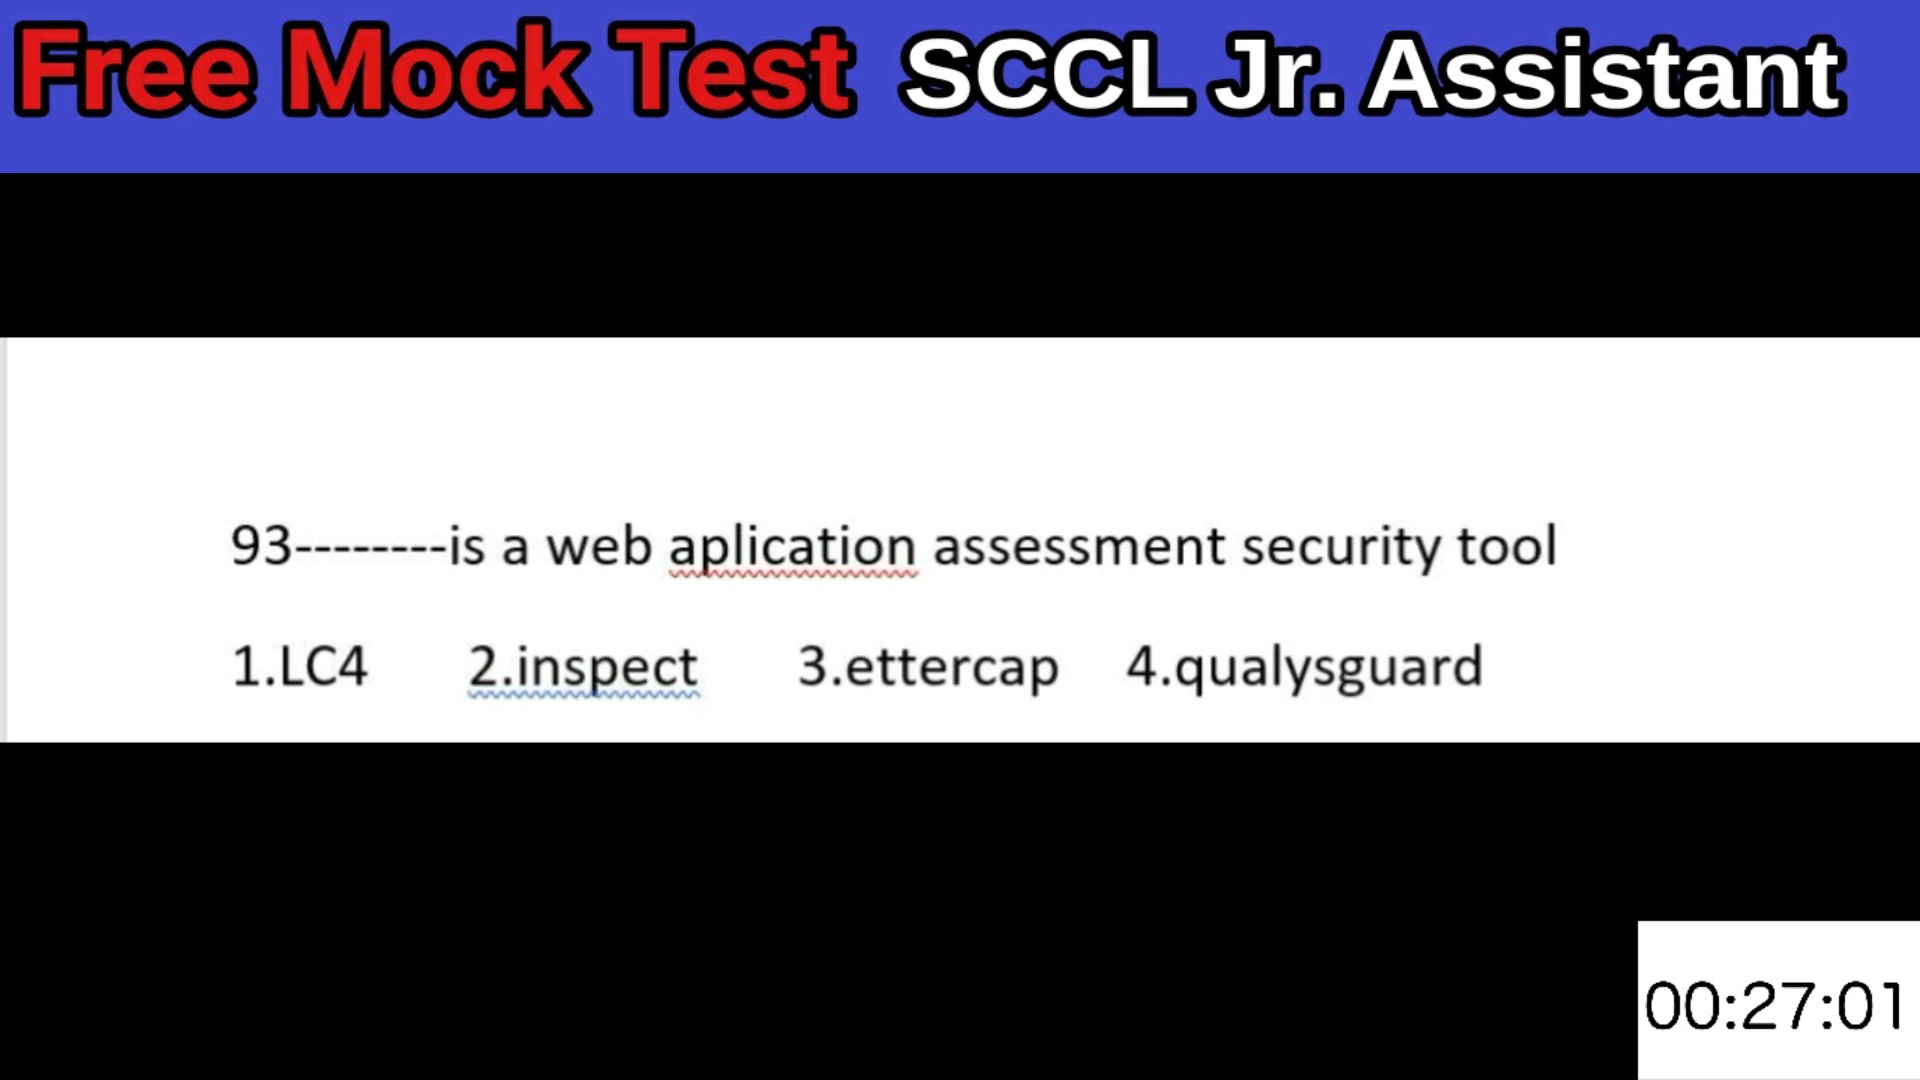 Free Mock Test SCCL Jr. Assistant
93--------is a web aplication assessment security tool
1.LC4 2.inspect 3.ettercap 4.qualysguard
00:27:01